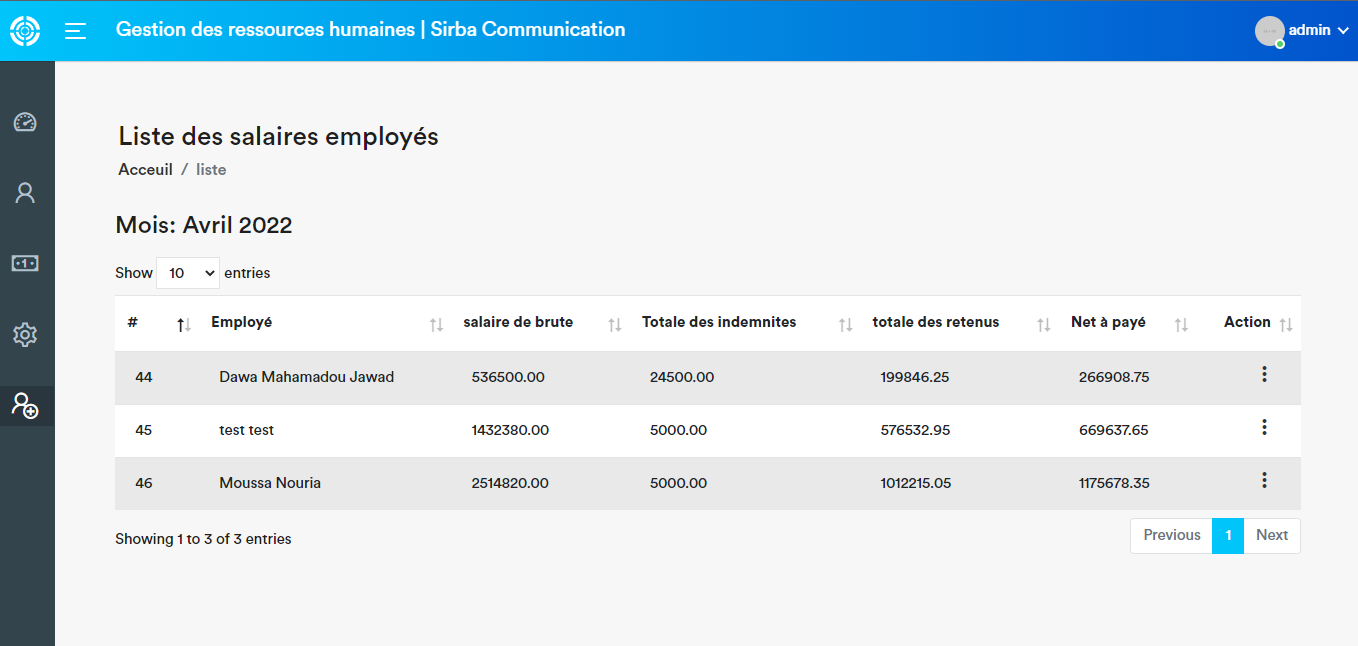 Gestion des ressources humaines | Sirba Communication
admin
Liste des salaires employés
Acceuil / liste
Mois: Avril 2022
Show 10 entries
# Employé salaire de brute Totale des indemnites totale des retenus Net à payé Action
44 Dawa Mahamadou Jawad 536500.00 24500.00 199846.25 266908.75
45 test test 1432380.00 5000.00 576532.95 669637.65
46 Moussa Nouria 2514820.00 5000.00 1012215.05 1175678.35
Showing 1 to 3 of 3 entries
Previous 1 Next